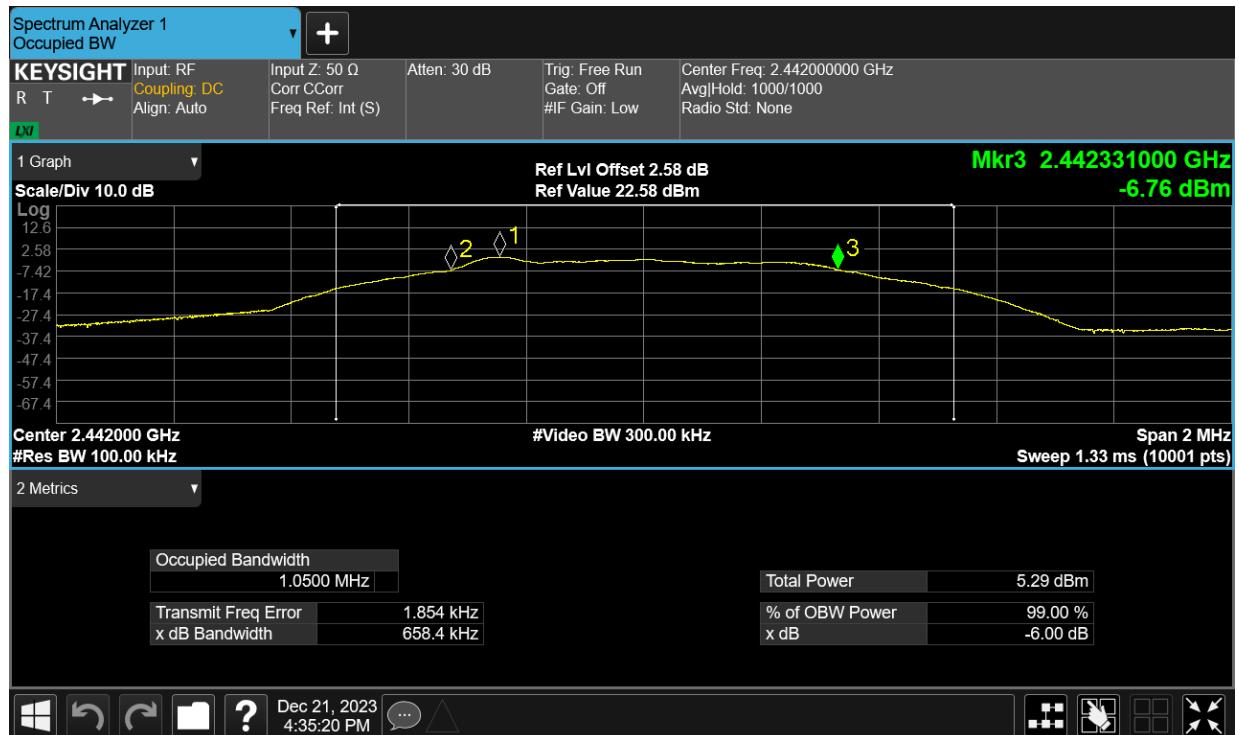 Spectrum Analyzer 1
Occupied BW
KEYSIGHT
R T
LXI
Input: RF
Coupling: DC
Align: Auto
Input Z: 50 Ω
Corr CCorr
Freq Ref: Int (S)
Atten: 30 dB
Trig: Free Run
Gate: Off
#IF Gain: Low
Center Freq: 2.442000000 GHz
Avg|Hold: 1000/1000
Radio Std: None
1 Graph
Scale/Div 10.0 dB
Ref Lvl Offset 2.58 dB
Ref Value 22.58 dBm
Mkr3 2.442331000 GHz
-6.76 dBm
Log
12.6
2.58
-7.42
-17.4
-27.4
-37.4
-47.4
-57.4
-67.4
2
1
3
Center 2.442000 GHz
#Video BW 300.00 kHz
Span 2 MHz
#Res BW 100.00 kHz
Sweep 1.33 ms (10001 pts)
2 Metrics
Occupied Bandwidth
1.0500 MHz
Total Power 5.29 dBm
Transmit Freq Error 1.854 kHz
% of OBW Power 99.00 %
x dB Bandwidth 658.4 kHz
x dB -6.00 dB
?
Dec 21, 2023
4:35:20 PM